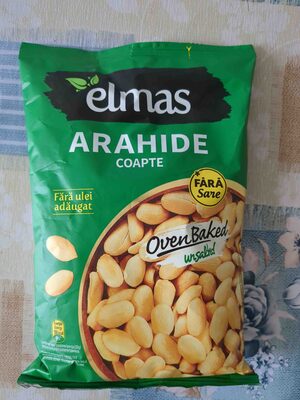 elmas
ARAHIDE
COAPTE
FĂRĂ
Sare
Fără ulei
adăugat
Oven Baked
unsalted